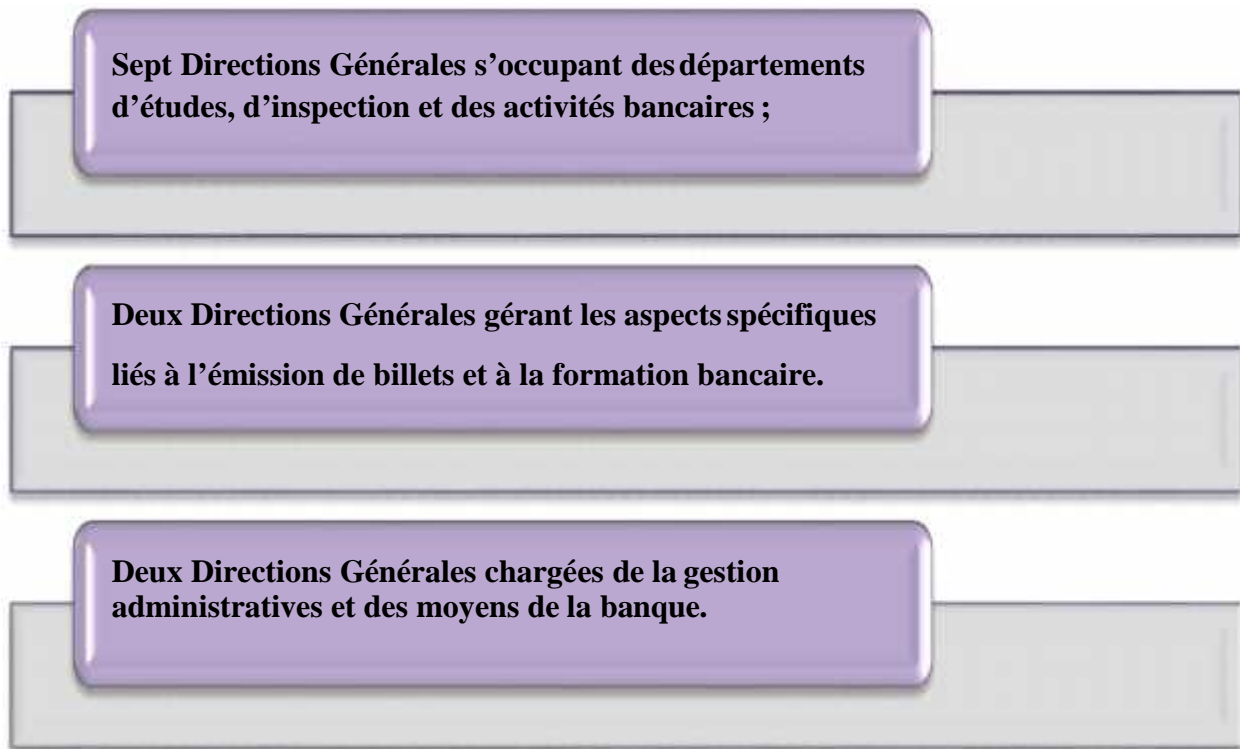 Sept Directions Générales s’occupant des départements
d’études, d’inspection et des activités bancaires ;
Deux Directions Générales gérant les aspects spécifiques
liés à l’émission de billets et à la formation bancaire.
Deux Directions Générales chargées de la gestion
administratives et des moyens de la banque.